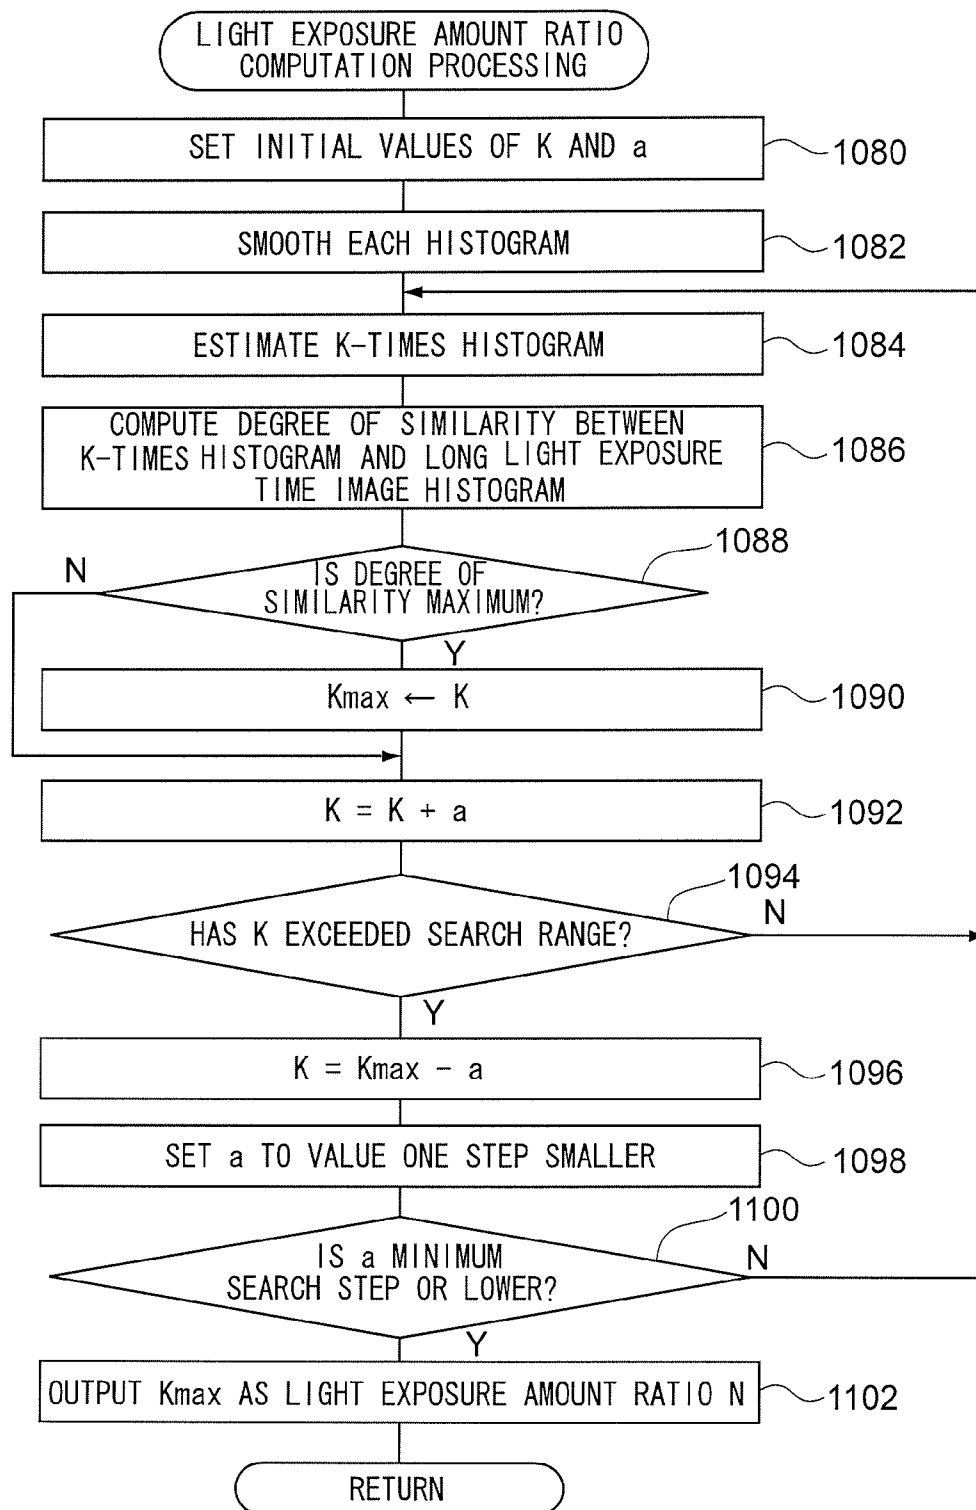 LIGHT EXPOSURE AMOUNT RATIO
COMPUTATION PROCESSING
SET INITIAL VALUES OF K AND a
1080
SMOOTH EACH HISTOGRAM
1082
ESTIMATE K-TIMES HISTOGRAM
1084
COMPUTE DEGREE OF SIMILARITY BETWEEN
K-TIMES HISTOGRAM AND LONG LIGHT EXPOSURE
TIME IMAGE HISTOGRAM
1086
1088
N
IS DEGREE OF
SIMILARITY MAXIMUM?
Y
Kmax ← K
1090
K = K + a
1092
1094
N
HAS K EXCEEDED SEARCH RANGE?
Y
K = Kmax - a
1096
SET a TO VALUE ONE STEP SMALLER
1098
1100
N
IS a MINIMUM
SEARCH STEP OR LOWER?
Y
OUTPUT Kmax AS LIGHT EXPOSURE AMOUNT RATIO N
1102
RETURN